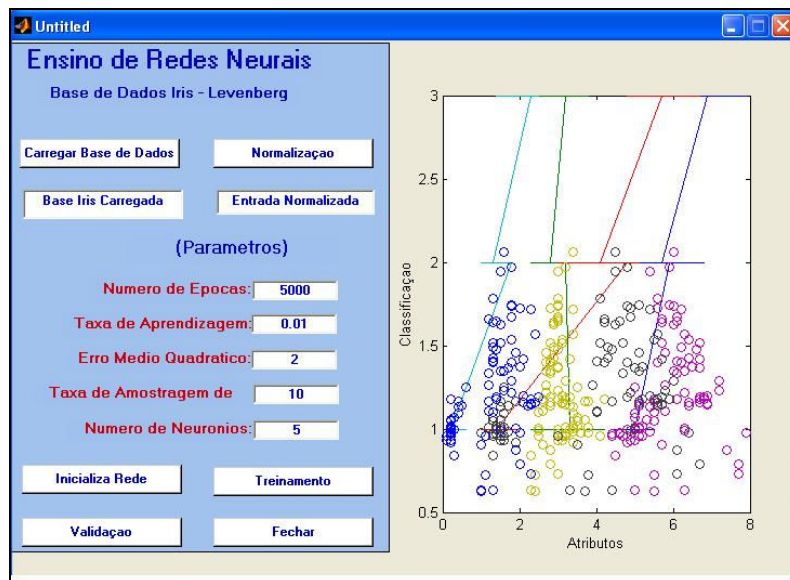 Untitled
Ensino de Redes Neurais
Base de Dados Iris - Levenberg
Carregar Base de Dados
Normalizaçao
Base Iris Carregada
Entrada Normalizada
(Parametros)
Numero de Epocas: 5000
Taxa de Aprendizagem: 0.01
Erro Medio Quadratico: 2
Taxa de Amostragem de 10
Numero de Neuronios: 5
Inicializa Rede
Treinamento
Validaçao
Fechar
3
2.5
2
1.5
1
0.5
Classificaçao
0 2 4 6 8
Atributos